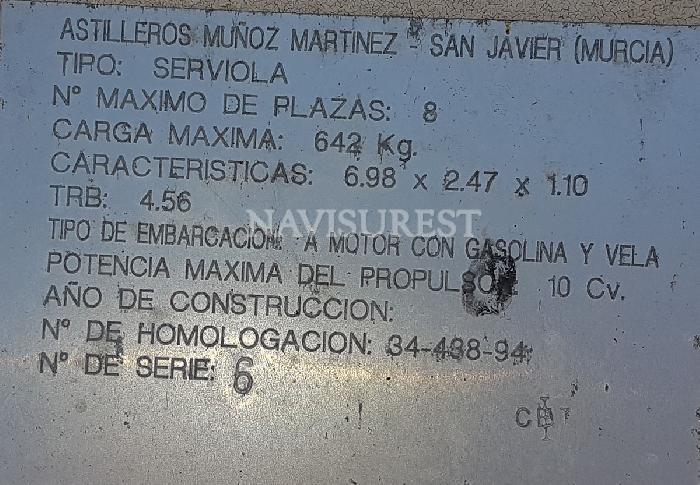 ASTILLEROS MUÑOZ MARTINEZ - SAN JAVIER (MURCIA)
TIPO: SERVIOLA
Nº MAXIMO DE PLAZAS: 8
CARGA MAXIMA: 642 Kg.
CARACTERISTICAS: 6.98 x 2.47 x 1.10
TRB: 4.56
NAVISUREST
TIPO DE EMBARCACION: A MOTOR CON GASOLINA Y VELA
POTENCIA MAXIMA DEL PROPULSOR: 10 Cv.
AÑO DE CONSTRUCCION:
Nº DE HOMOLOGACION: 34-438-94
Nº DE SERIE: 6